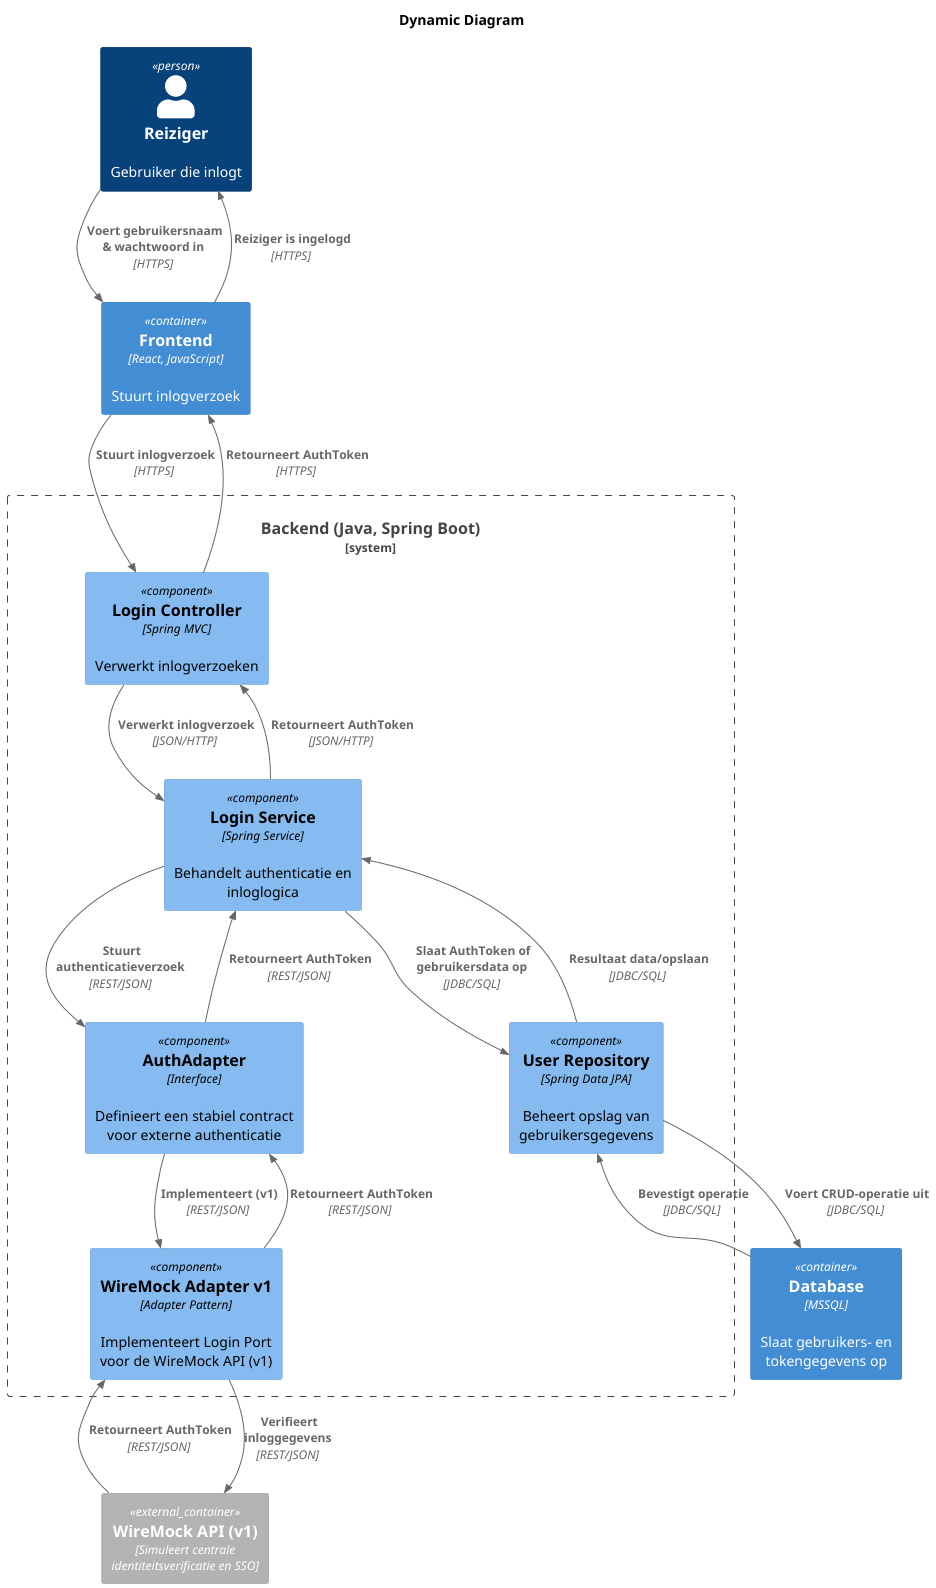 Dynamic Diagram
«person»
Reiziger
Gebruiker die inlogt
Voert gebruikersnaam
& wachtwoord in
[HTTPS]
Reiziger is ingelogd
[HTTPS]
«container»
Frontend
[React, JavaScript]
Stuurt inlogverzoek
Stuurt inlogverzoek
[HTTPS]
Retourneert AuthToken
[HTTPS]
Backend (Java, Spring Boot)
[system]
«component»
Login Controller
[Spring MVC]
Verwerkt inlogverzoeken
Verwerkt inlogverzoek
[JSON/HTTP]
Retourneert AuthToken
[JSON/HTTP]
«component»
Login Service
[Spring Service]
Behandelt authenticatie en
inloglogica
Stuurt
authenticatieverzoek
[REST/JSON]
Retourneert AuthToken
[REST/JSON]
Slaat AuthToken of
gebruikersdata op
[JDBC/SQL]
Resultaat data/opslaan
[JDBC/SQL]
«component»
AuthAdapter
[Interface]
Definieert een stabiel contract
voor externe authenticatie
«component»
User Repository
[Spring Data JPA]
Beheert opslag van
gebruikersgegevens
Implementeert (v1)
[REST/JSON]
Retourneert AuthToken
[REST/JSON]
Bevestigt operatie
[JDBC/SQL]
Voert CRUD-operatie uit
[JDBC/SQL]
«component»
WireMock Adapter v1
[Adapter Pattern]
Implementeert Login Port
voor de WireMock API (v1)
«container»
Database
[MSSQL]
Slaat gebruikers- en
tokengegevens op
Retourneert AuthToken
[REST/JSON]
Verifieert
inloggegevens
[REST/JSON]
«external_container»
WireMock API (v1)
[Simuleert centrale
identiteitsverificatie en SSO]